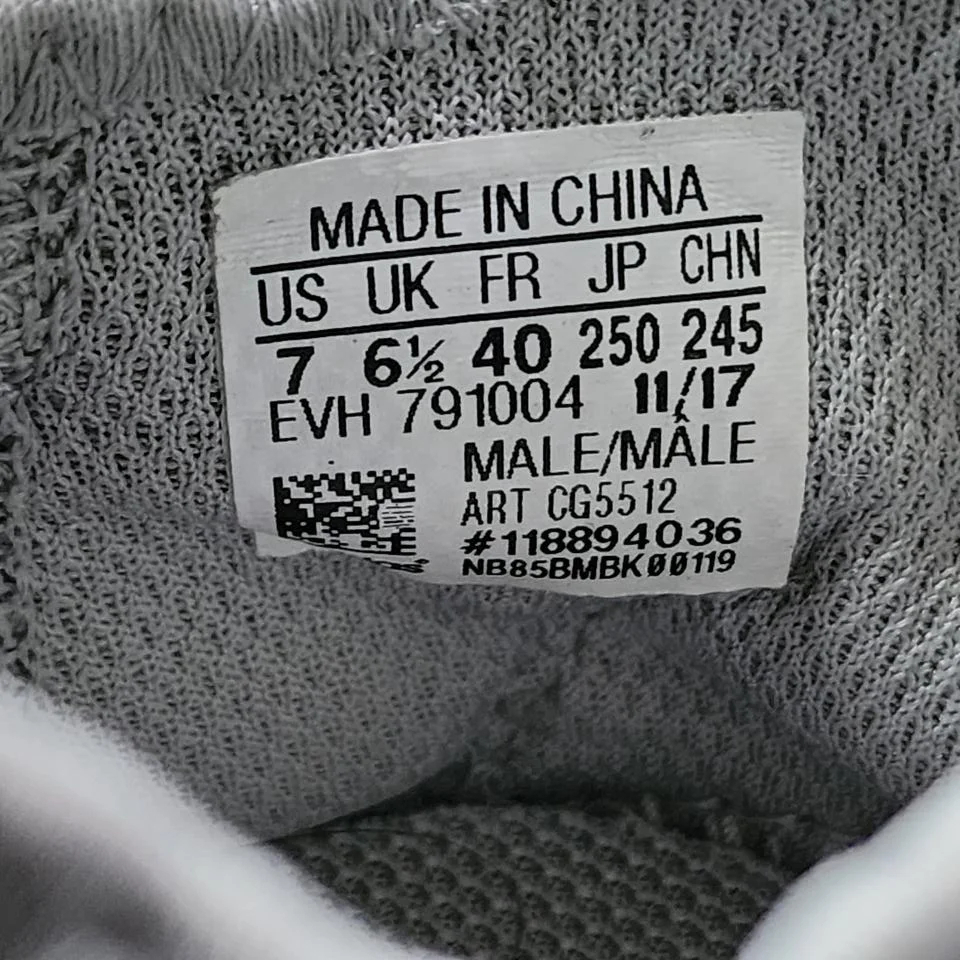 MADE IN CHINA
US UK FR JP CHN
7 6½ 40 250 245
EVH 791004 11/17
MALE/MÂLE
ART CG5512
#118894036
NB85BMBK00119